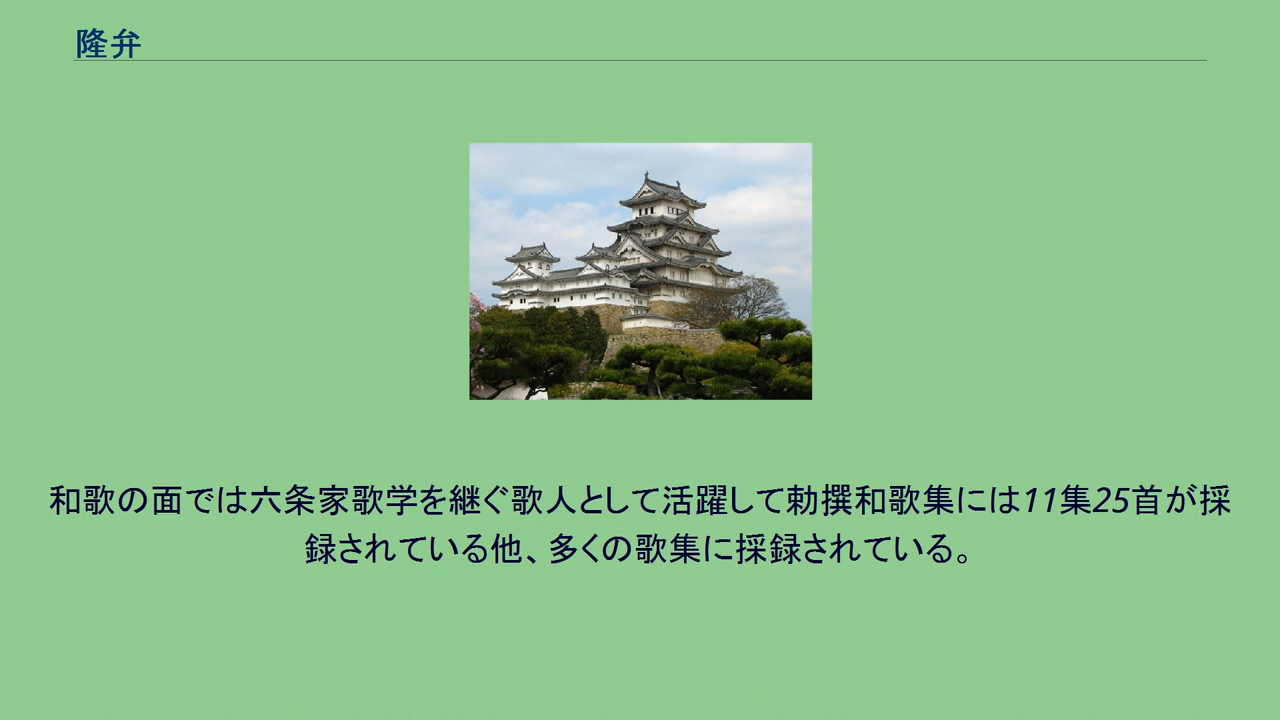 隆弁
和歌の面では六条家歌学を継ぐ歌人として活躍して勅撰和歌集には11集25首が採
録されている他、多くの歌集に採録されている。